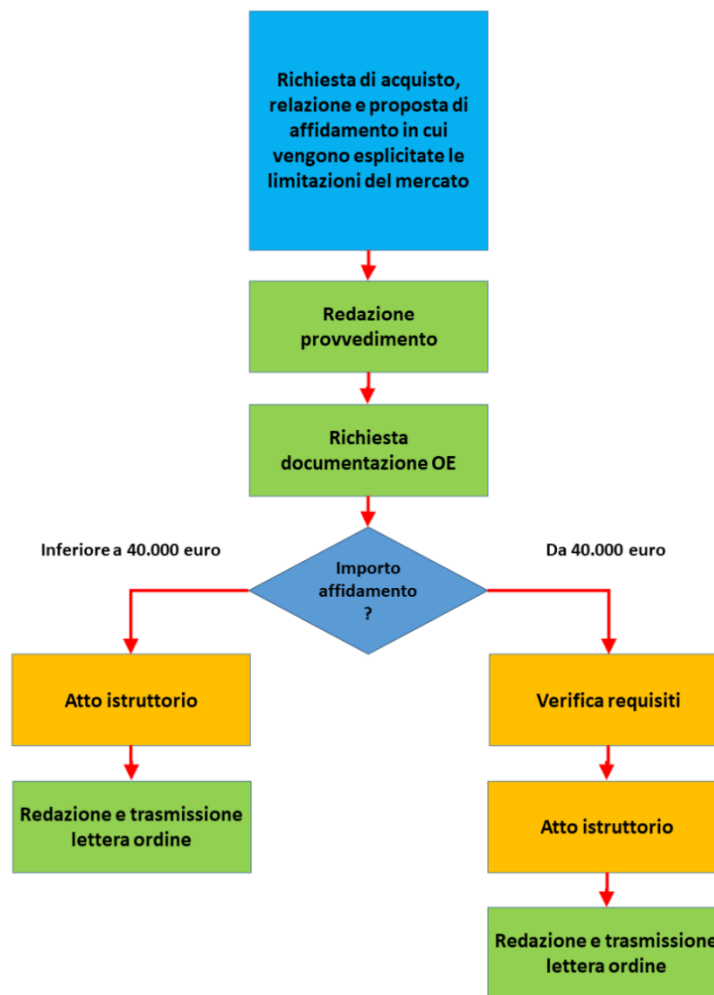 Richiesta di acquisto,
relazione e proposta di
affidamento in cui
vengono esplicitate le
limitazioni del mercato
Redazione
provvedimento
Richiesta
documentazione OE
Inferiore a 40.000 euro
Da 40.000 euro
Importo
affidamento
?
Atto istruttorio
Verifica requisiti
Redazione e trasmissione
lettera ordine
Atto istruttorio
Redazione e trasmissione
lettera ordine